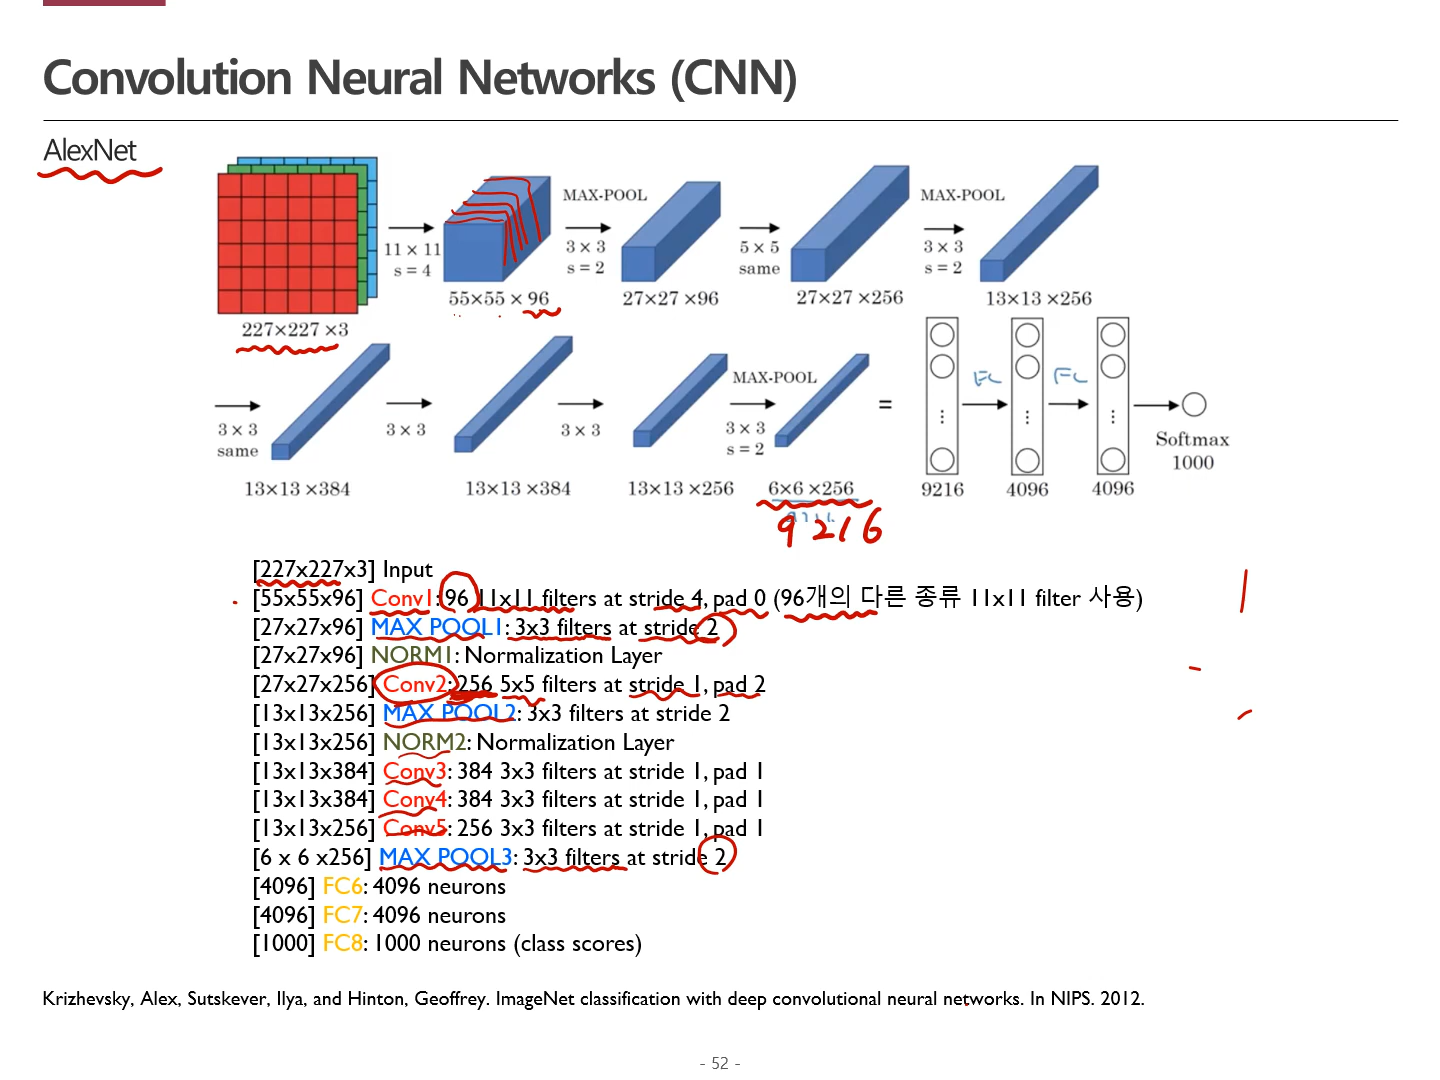 Convolution Neural Networks (CNN)
AlexNet
11 × 11
s = 4
MAX-POOL
3 × 3
s = 2
5 × 5
same
MAX-POOL
3 × 3
s = 2
227×227 ×3
55×55 × 96
27×27 ×96
27×27 ×256
13×13 ×256
3 × 3
same
3 × 3
3 × 3
MAX-POOL
3 × 3
s = 2
=
FC
FC
Softmax
1000
13×13 ×384
13×13 ×384
13×13 ×256
6×6 ×256
9216
4096
4096
9216
[227x227x3] Input
[55x55x96] Conv1: 96 11x11 filters at stride 4, pad 0 (96개의 다른 종류 11x11 filter 사용)
[27x27x96] MAX POOL1: 3x3 filters at stride 2
[27x27x96] NORM1: Normalization Layer
[27x27x256] Conv2: 256 5x5 filters at stride 1, pad 2
[13x13x256] MAX POOL2: 3x3 filters at stride 2
[13x13x256] NORM2: Normalization Layer
[13x13x384] Conv3: 384 3x3 filters at stride 1, pad 1
[13x13x384] Conv4: 384 3x3 filters at stride 1, pad 1
[13x13x256] Conv5: 256 3x3 filters at stride 1, pad 1
[6 x 6 x256] MAX POOL3: 3x3 filters at stride 2
[4096] FC6: 4096 neurons
[4096] FC7: 4096 neurons
[1000] FC8: 1000 neurons (class scores)
Krizhevsky, Alex, Sutskever, Ilya, and Hinton, Geoffrey. ImageNet classification with deep convolutional neural networks. In NIPS. 2012.
- 52 -